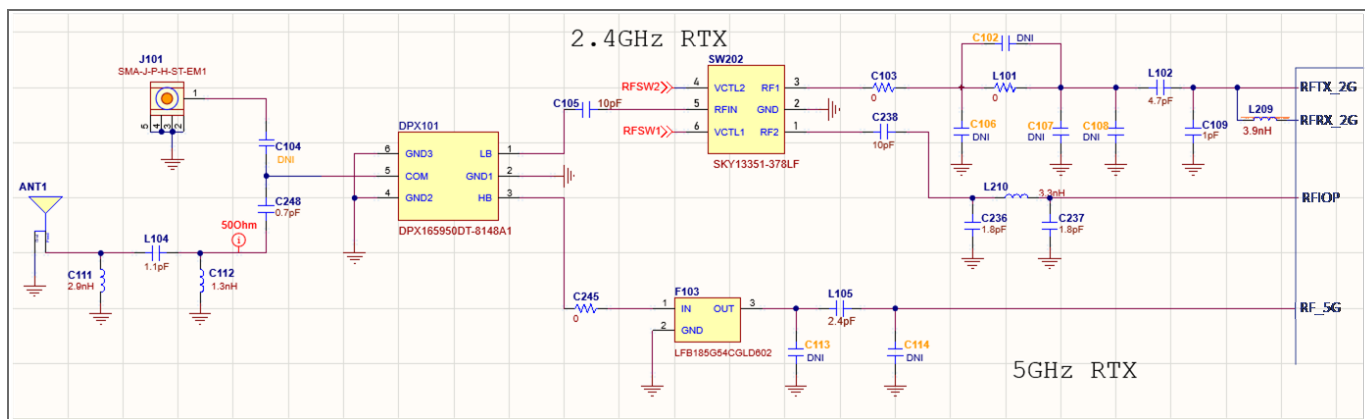 2.4GHz RTX
J101
SMA-J-P-H-ST-EM1
1
5
4
3
2
C104
DNI
ANT1
C248
0.7pF
50Ohm
L104
1.1pF
C111
2.9nH
C112
1.3nH
DPX101
6
GND3
LB
1
5
COM
GND1
2
4
GND2
HB
3
DPX165950DT-8148A1
C105
10pF
SW202
RFSW2
4
VCTL2
RF1
3
5
RFIN
GND
2
RFSW1
6
VCTL1
RF2
1
SKY13351-378LF
C103
0
C238
10pF
C102
DNI
L101
0
C106
DNI
C107
DNI
C108
DNI
L102
4.7pF
C109
1pF
RFTX_2G
L209
3.9nH
RFRX_2G
L210
3.3nH
RFIOP
C236
1.8pF
C237
1.8pF
C245
0
F103
1
IN
OUT
3
2
GND
LFB185G54CGLD602
L105
2.4pF
RF_5G
C113
DNI
C114
DNI
5GHz RTX